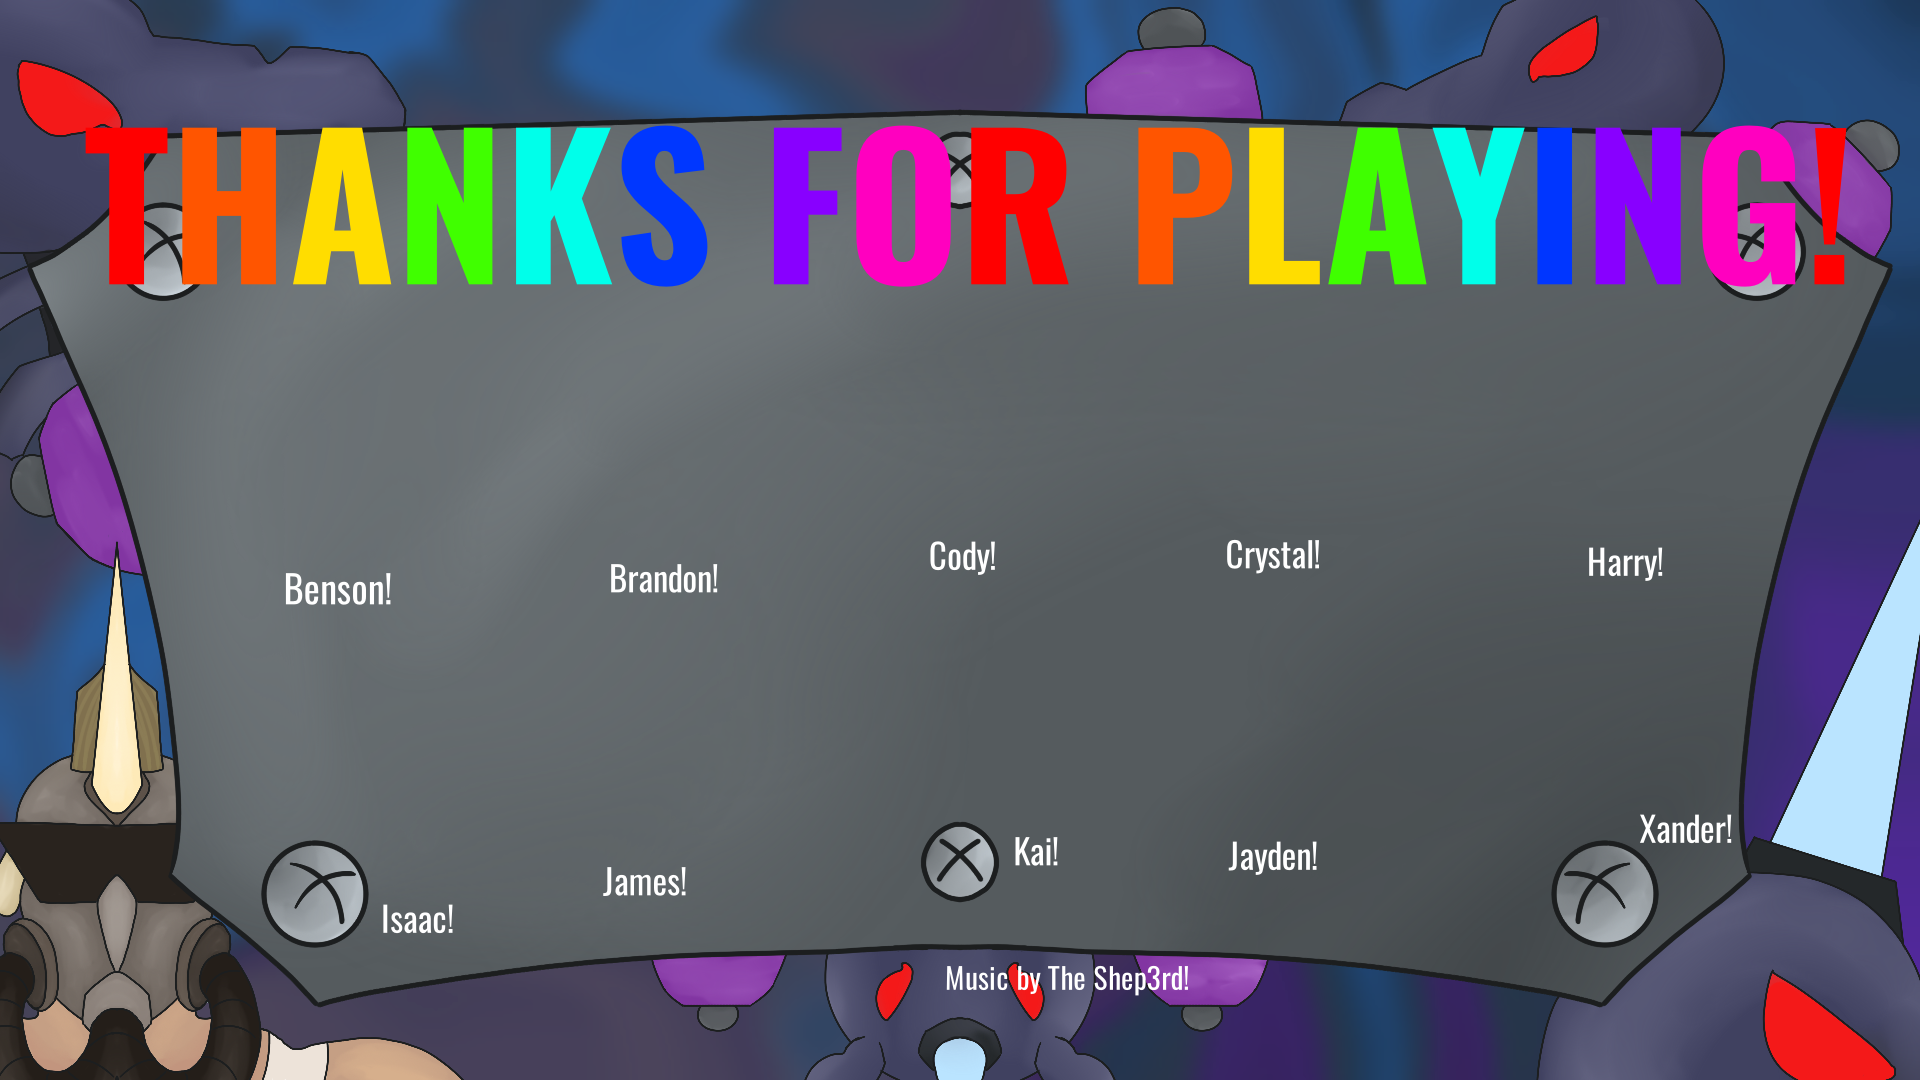 THANKS FOR PLAYING!
Benson!
Brandon!
Cody!
Crystal!
Harry!
Isaac!
James!
Kai!
Jayden!
Xander!
Music by The Shep3rd!